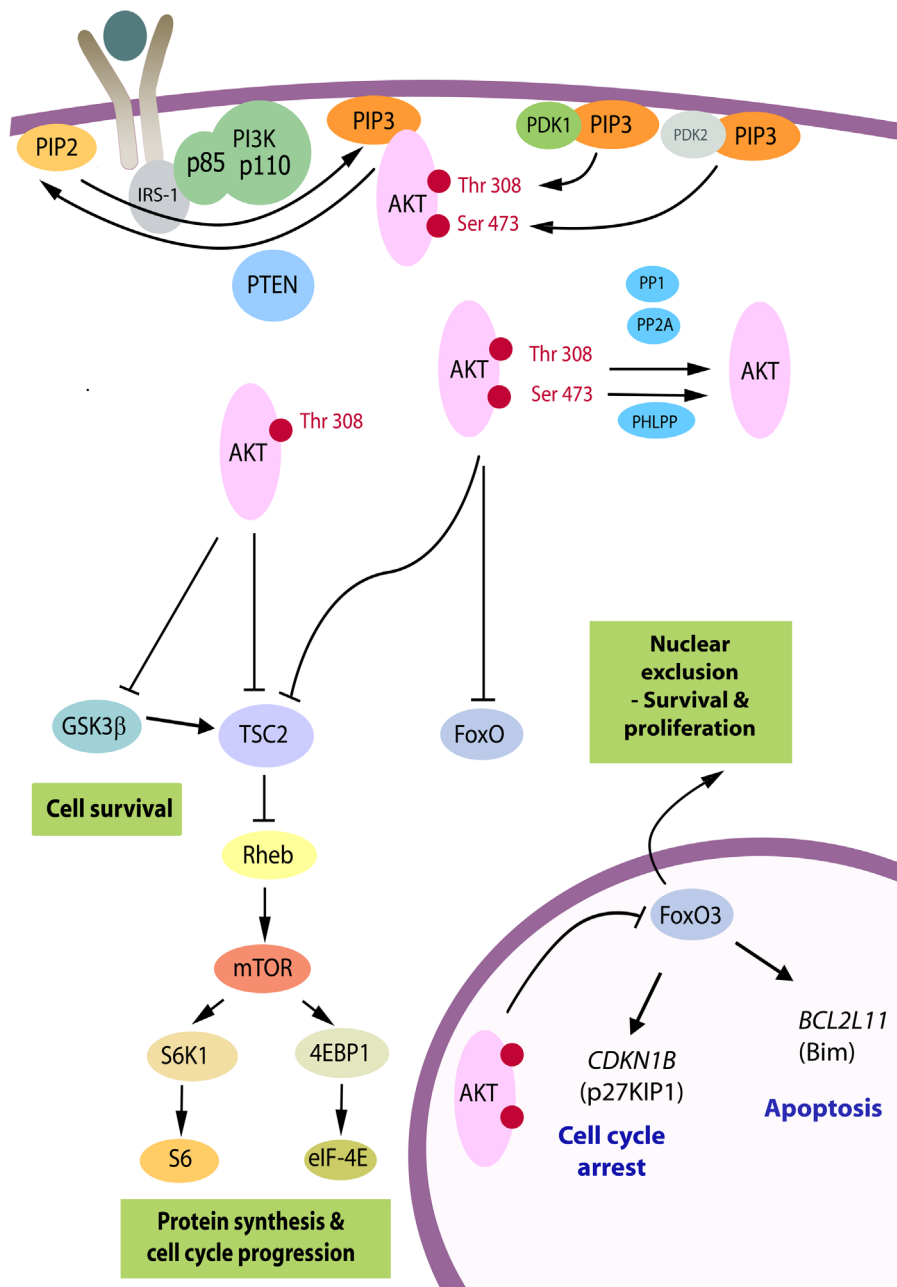 PIP2
IRS-1
p85
PI3K
p110
PIP3
AKT
Thr 308
Ser 473
PDK1
PIP3
PDK2
PIP3
PTEN
PP1
PP2A
AKT
Thr 308
Ser 473
AKT
PHLPP
AKT
Thr 308
GSK3β
TSC2
FoxO
Nuclear
exclusion
- Survival &
proliferation
Cell survival
Rheb
mTOR
S6K1
4EBP1
S6
eIF-4E
Protein synthesis &
cell cycle progression
FoxO3
AKT
CDKN1B
(p27KIP1)
Cell cycle
arrest
BCL2L11
(Bim)
Apoptosis